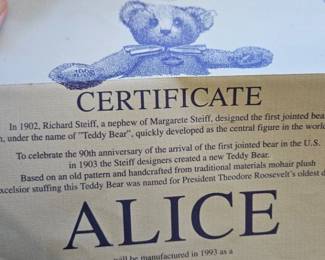 CERTIFICATE
In 1902, Richard Steiff, a nephew of Margarete Steiff, designed the first jointed bea
, under the name of "Teddy Bear", quickly developed as the central figure in the worl
To celebrate the 90th anniversary of the arrival of the first jointed bear in the U.S.
in 1903 the Steiff designers created a new Teddy Bear.
Based on an old pattern and handcrafted from traditional materials mohair plush
excelsior stuffing this Teddy Bear was named for President Theodore Roosevelt's oldest d
ALICE
will be manufactured in 1993 as a